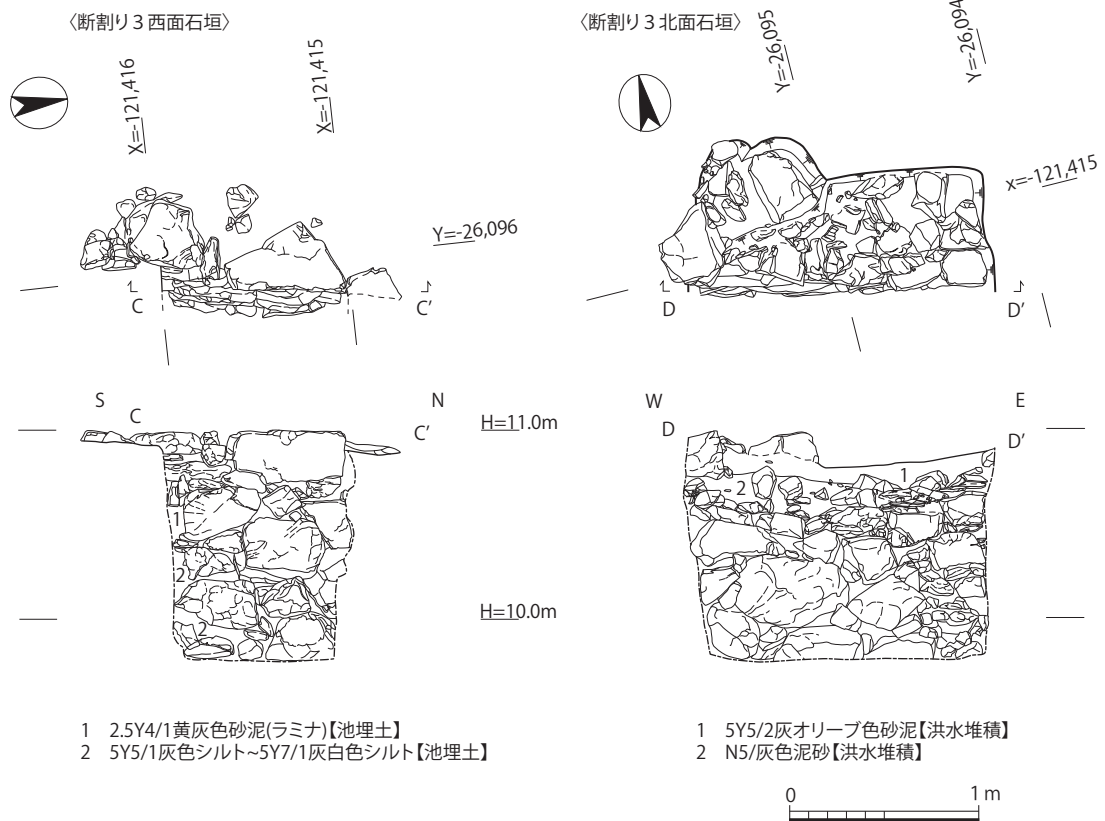 〈断割り3西面石垣〉
X=-121,416
X=-121,415
Y=-26,096
C
C'
S
C
N
C'
H=11.0m
1
2
2
H=10.0m
1 2.5Y4/1黄灰色砂泥(ラミナ)【池埋土】
2 5Y5/1灰色シルト~5Y7/1灰白色シルト【池埋土】
〈断割り3北面石垣〉
Y=-26,095
Y=-26,094
x=-121,415
D
D'
W
D
E
D'
1
2
1 5Y5/2灰オリーブ色砂泥【洪水堆積】
2 N5/灰色泥砂【洪水堆積】
0
1 m